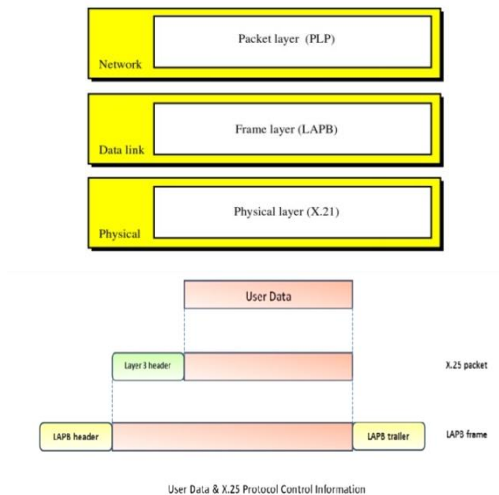 Packet layer (PLP)
Network
Frame layer (LAPB)
Data link
Physical layer (X.21)
Physical
User Data
Layer 3 header
X.25 packet
LAPB header
LAPB trailer
LAPB frame
User Data & X.25 Protocol Control Information